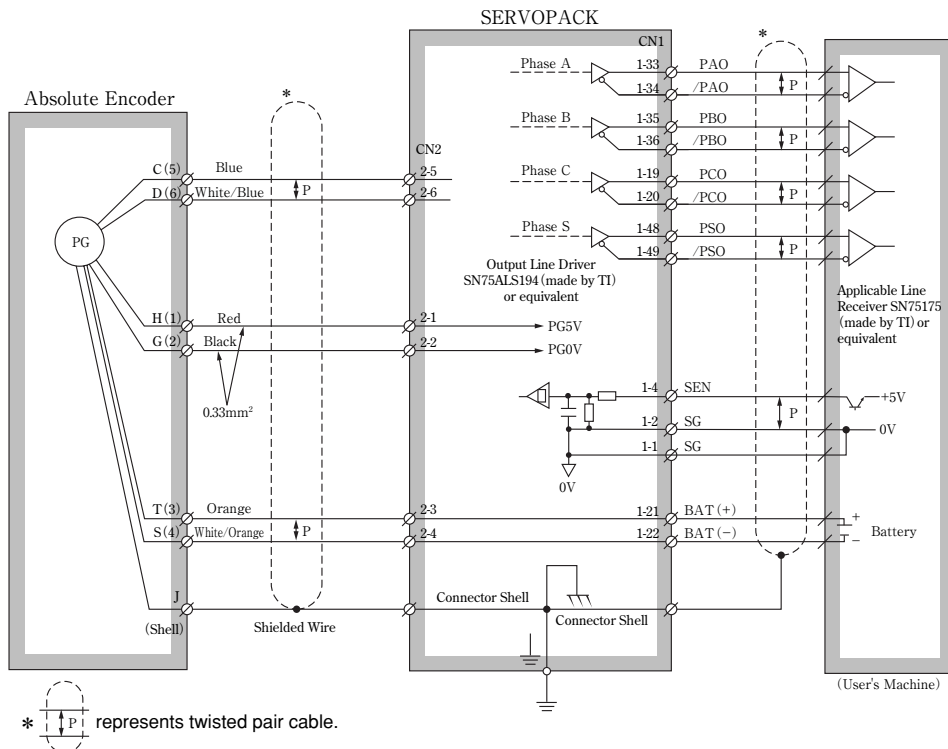 SERVOPACK
CN1
*
Phase A
1-33
PAO
P
1-34
/PAO
Absolute Encoder
*
Phase B
1-35
PBO
P
1-36
/PBO
CN2
C (5)
Blue
2-5
P
D (6)
White/Blue
2-6
Phase C
1-19
PCO
P
1-20
/PCO
PG
Phase S
1-48
PSO
P
1-49
/PSO
Output Line Driver
SN75ALS194 (made by TI)
or equivalent
Applicable Line
Receiver SN75175
(made by TI) or
equivalent
H (1)
Red
2-1
PG5V
G (2)
Black
2-2
PG0V
0.33mm²
1-4
SEN
+5V
P
1-2
SG
0V
1-1
SG
0V
T (3)
Orange
2-3
1-21
BAT (+)
+
P
Battery
S (4)
White/Orange
2-4
1-22
BAT (−)
−
J
(Shell)
Shielded Wire
Connector Shell
Connector Shell
(User's Machine)
* P represents twisted pair cable.